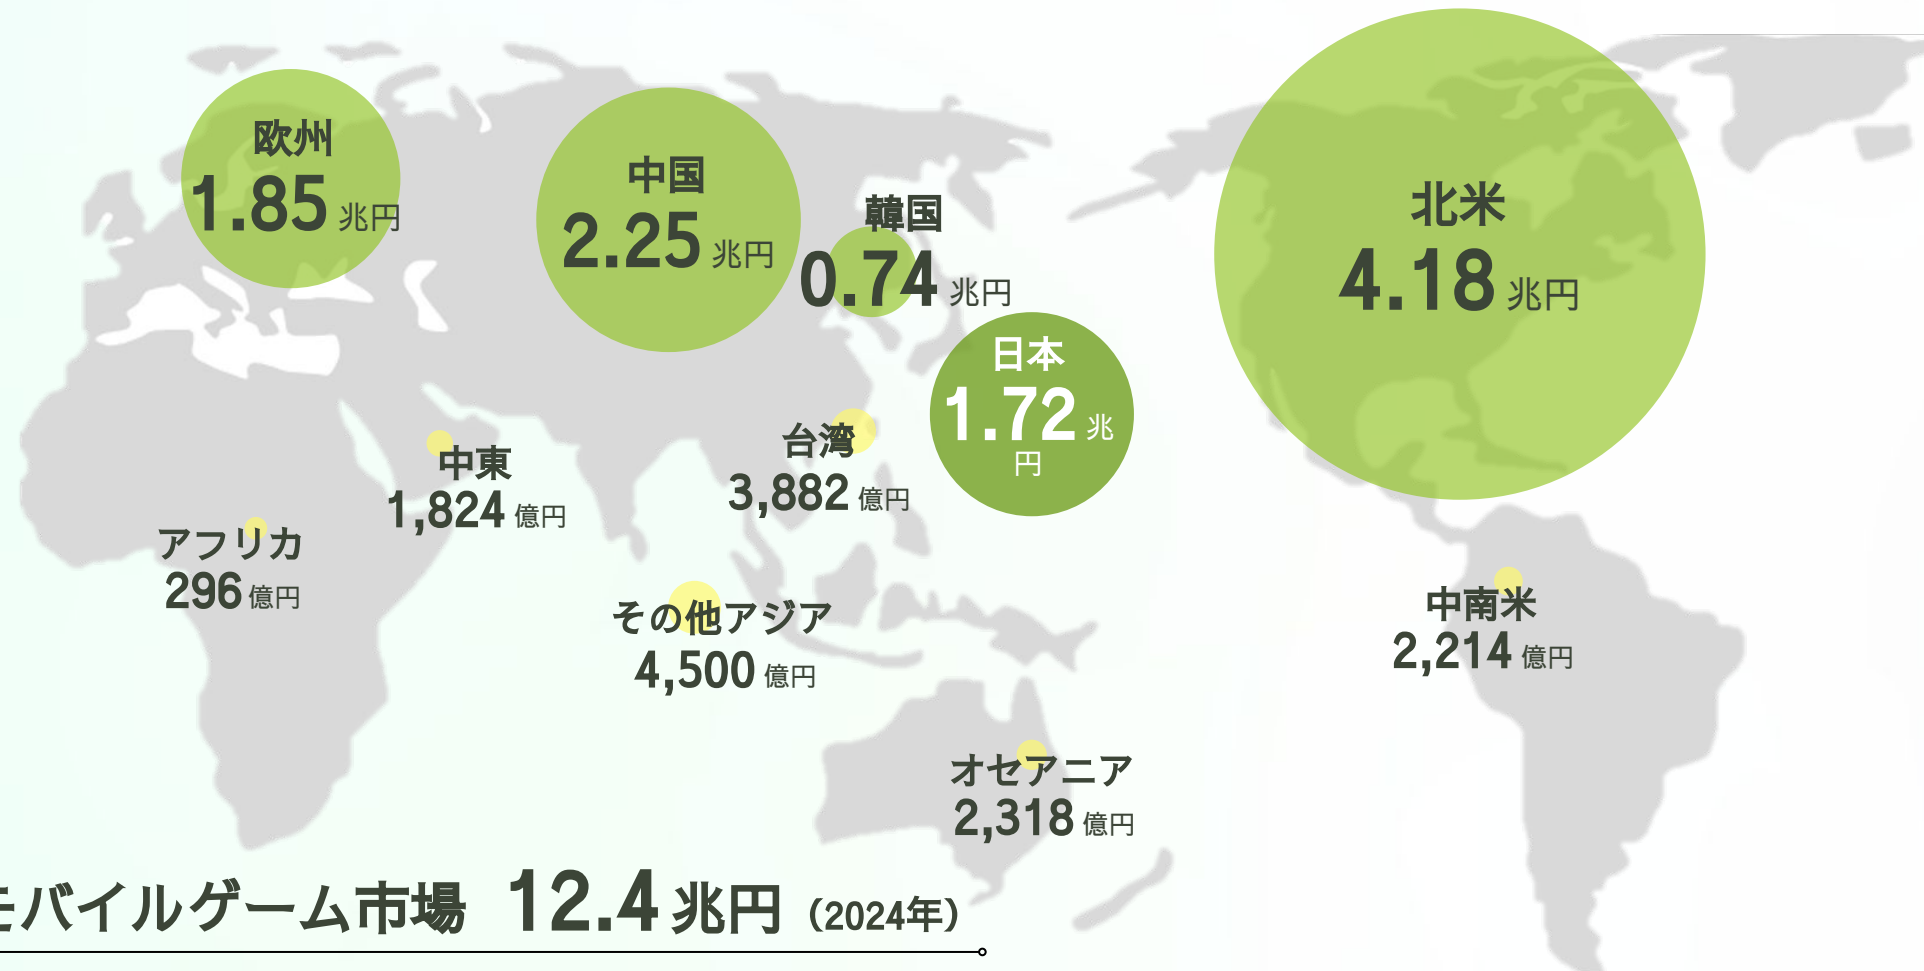 欧州
1.85 兆円
中国
2.25 兆円
韓国
0.74 兆円
北米
4.18 兆円
日本
1.72 兆
円
台湾
3,882 億円
中東
1,824 億円
アフリカ
296 億円
その他アジア
4,500 億円
中南米
2,214 億円
オセアニア
2,318 億円
モバイルゲーム市場 12.4 兆円 (2024年)